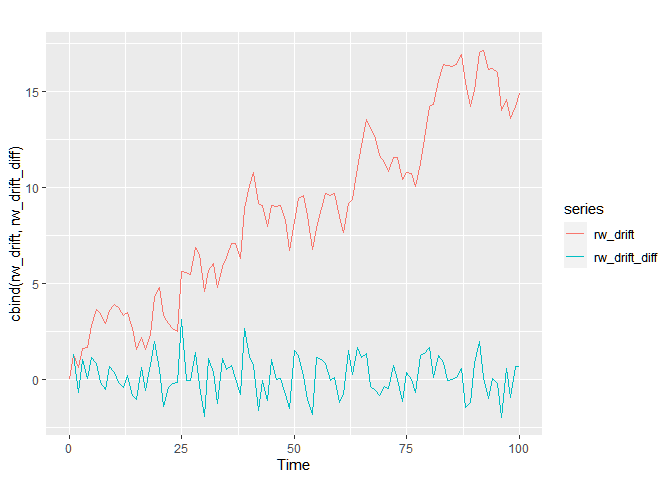 cbind(rw_drift, rw_drift_diff)
15
10
5
0
0 25 50 75 100
Time
series
rw_drift
rw_drift_diff